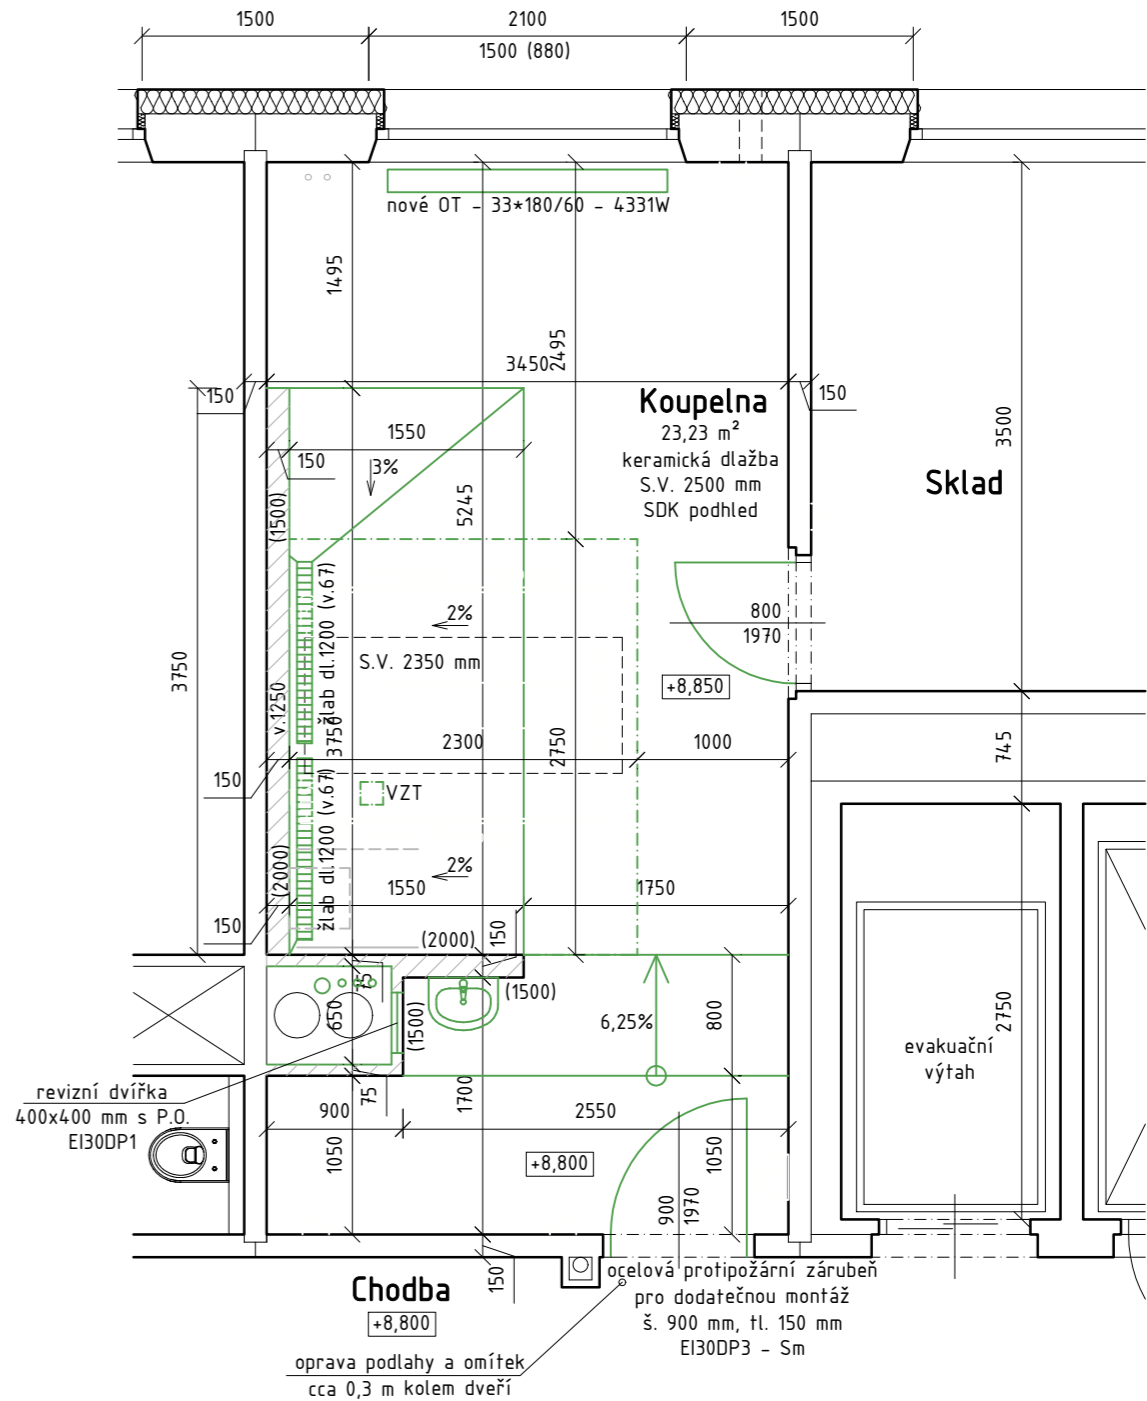 1500
2100
1500
1500 (880)
nové OT - 33*180/60 - 4331W
1495
2495
3450
150
150
Koupelna
23,23 m²
keramická dlažba
S.V. 2500 mm
SDK podhled
3500
Sklad
1550
150
3%
(1500)
5245
žlab dl.1200 (v.67)
2%
S.V. 2350 mm
800
1970
+8,850
3750
v.1250
3750
2300
2750
1000
745
150
VZT
žlab dl.1200 (v.67)
(2000)
2%
1550
1750
150
(2000)
150
75
(1500)
650
(1500)
6,25%
800
2750
evakuační
výtah
revizní dvířka
400x400 mm s P.O.
EI30DP1
75
900
1700
2550
1050
+8,800
1050
900
1970
150
Chodba
+8,800
ocelová protipožární zárubeň
pro dodatečnou montáž
š. 900 mm, tl. 150 mm
EI30DP3 - Sm
oprava podlahy a omítek
cca 0,3 m kolem dveří